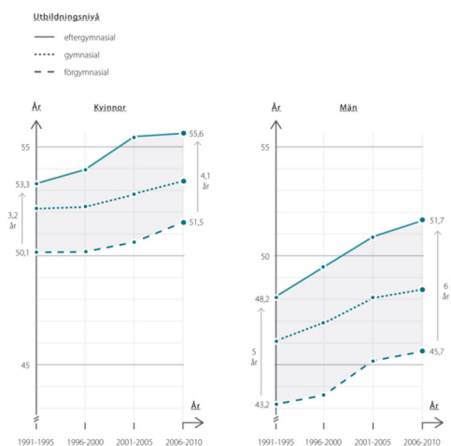 Utbildningsnivå
eftergymnasial
gymnasial
förgymnasial
År
Kvinnor
55
53,3
3,2
år
50,1
45
55,6
4,1
år
51,5
År
1991-1995
1996-2000
2001-2005
2006-2010
År
Män
55
50
48,2
5
år
45
43,2
51,7
6
år
45,7
År
1991-1995
1996-2000
2001-2005
2006-2010